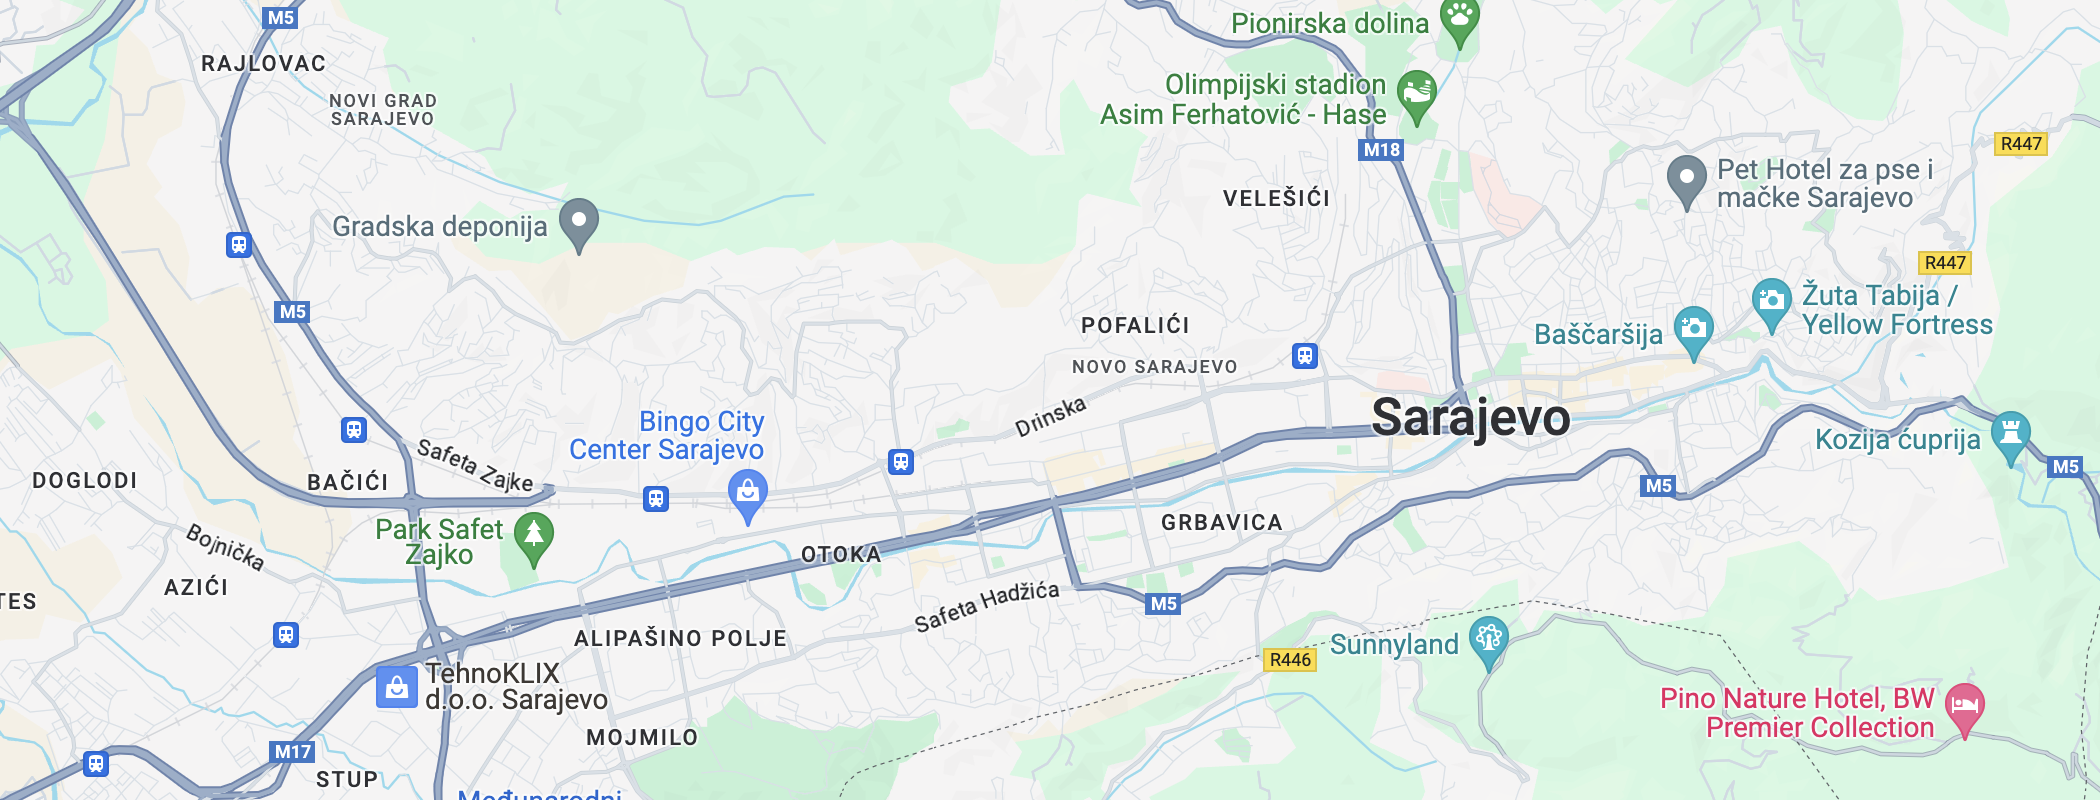 M5
Pionirska dolina
RAJLOVAC
NOVI GRAD
SARAJEVO
Olimpijski stadion
Asim Ferhatović - Hase
M18
R447
Pet Hotel za pse i
mačke Sarajevo
VELEŠIĆI
Gradska deponija
R447
M5
Žuta Tabija /
Yellow Fortress
Baščaršija
POFALIĆI
NOVO SARAJEVO
Drinska
Sarajevo
Bingo City
Center Sarajevo
Kozija ćuprija
M5
Safeta Zajke
DOGLODI
BAČIĆI
M5
Park Safet
Zajko
GRBAVICA
Bojnička
OTOKA
AZIĆI
TES
Safeta Hadžića
M5
ALIPAŠINO POLJE
Sunnyland
R446
TehnoKLIX
d.o.o. Sarajevo
Pino Nature Hotel, BW
Premier Collection
MOJMILO
M17
STUP
Međunarodni